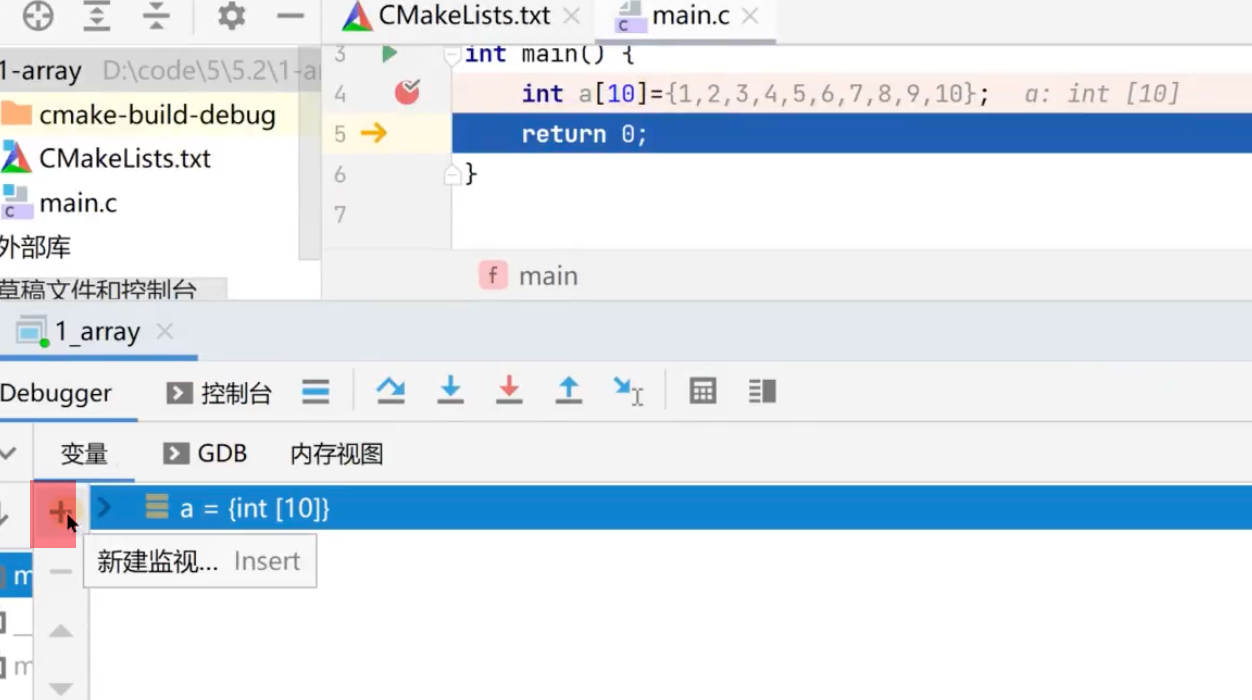 CMakeLists.txt
main.c
1-array D:\code\5\5.2\1-a
cmake-build-debug
CMakeLists.txt
main.c
外部库
草稿文件和控制台
3 int main() {
4 int a[10]={1,2,3,4,5,6,7,8,9,10}; a: int [10]
5 return 0;
6 }
7
f main
1_array
Debugger 控制台
变量 GDB 内存视图
a = {int [10]}
新建监视... Insert
m
m